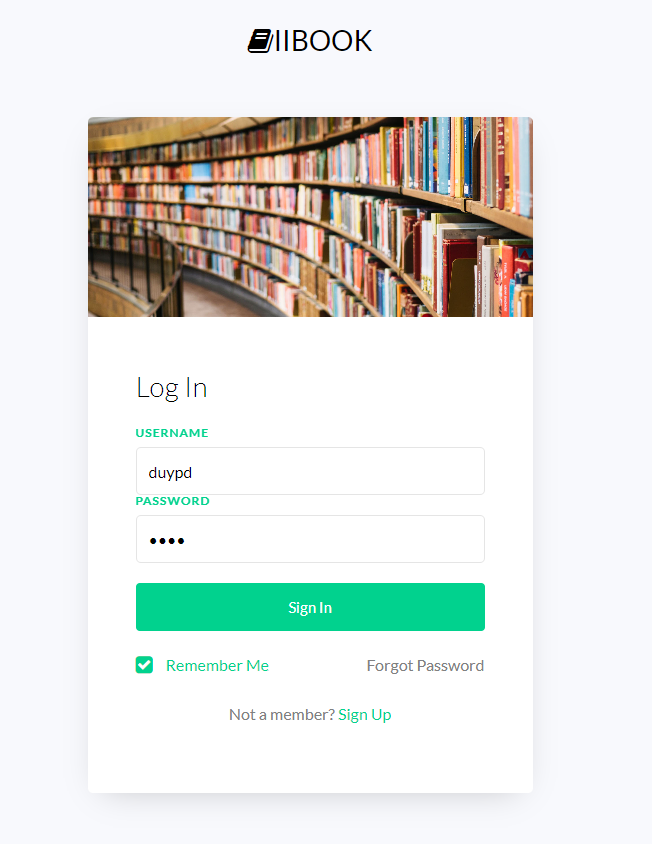 IIBOOK
Log In
USERNAME
duypd
PASSWORD
••••
Sign In
Remember Me Forgot Password
Not a member? Sign Up